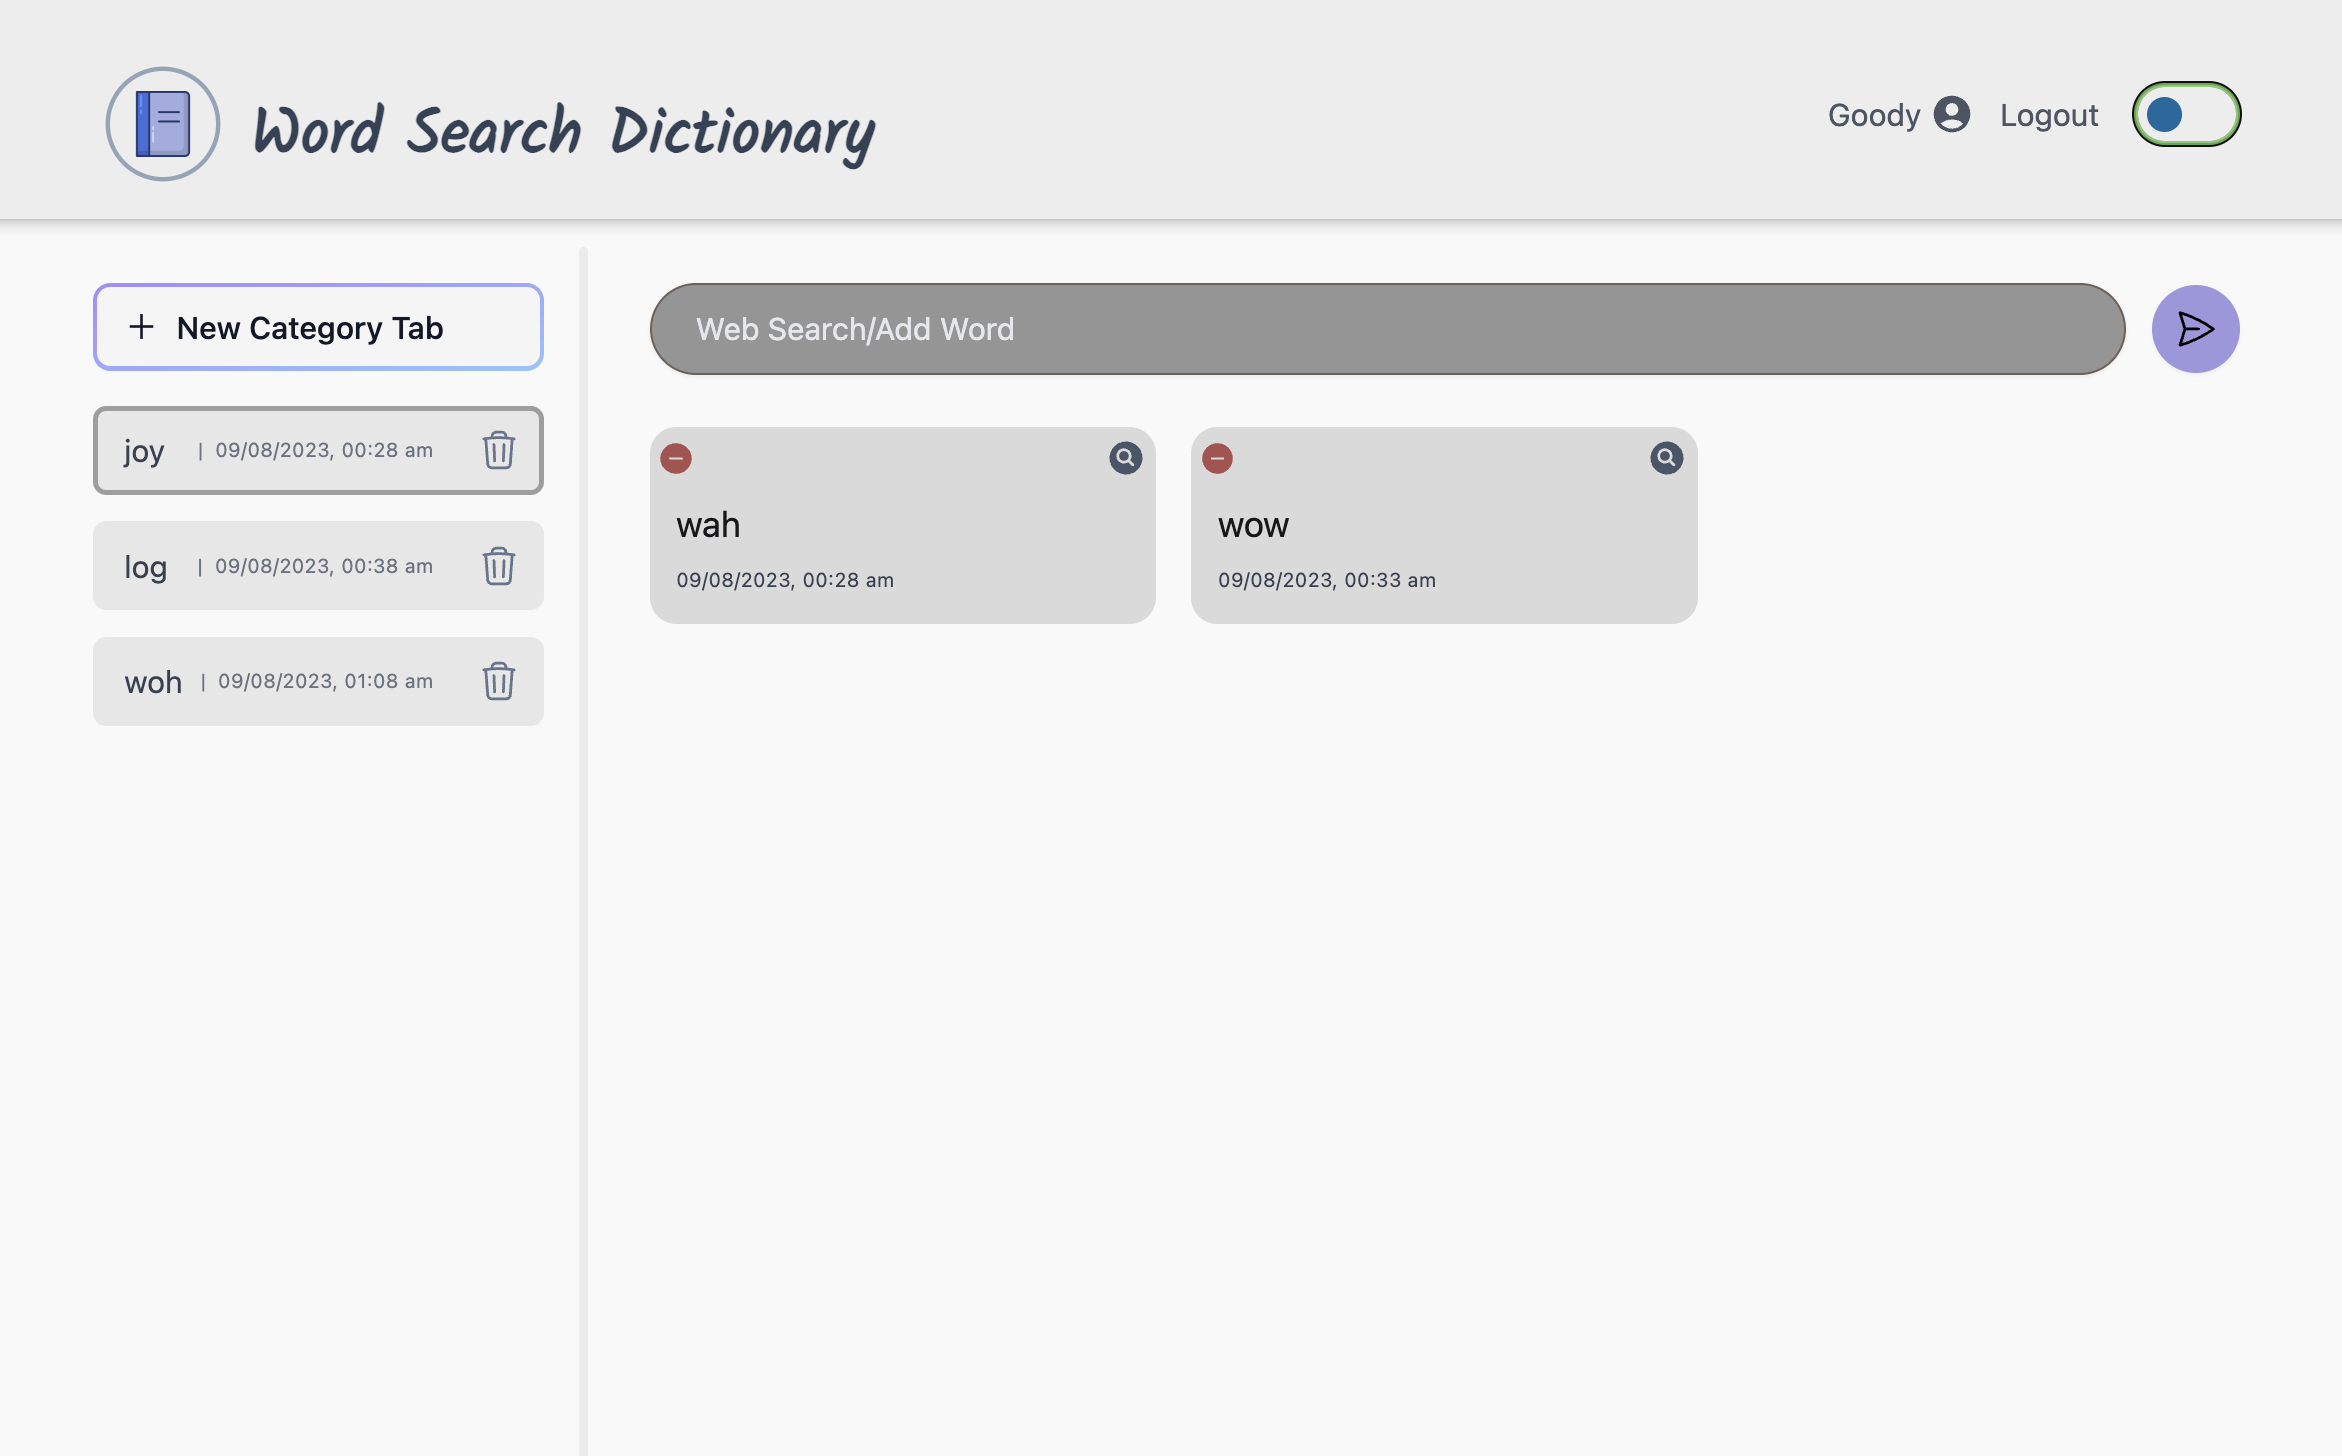 Word Search Dictionary
Goody
Logout
New Category Tab
joy | 09/08/2023, 00:28 am
log | 09/08/2023, 00:38 am
woh | 09/08/2023, 01:08 am
Web Search/Add Word
wah
09/08/2023, 00:28 am
wow
09/08/2023, 00:33 am